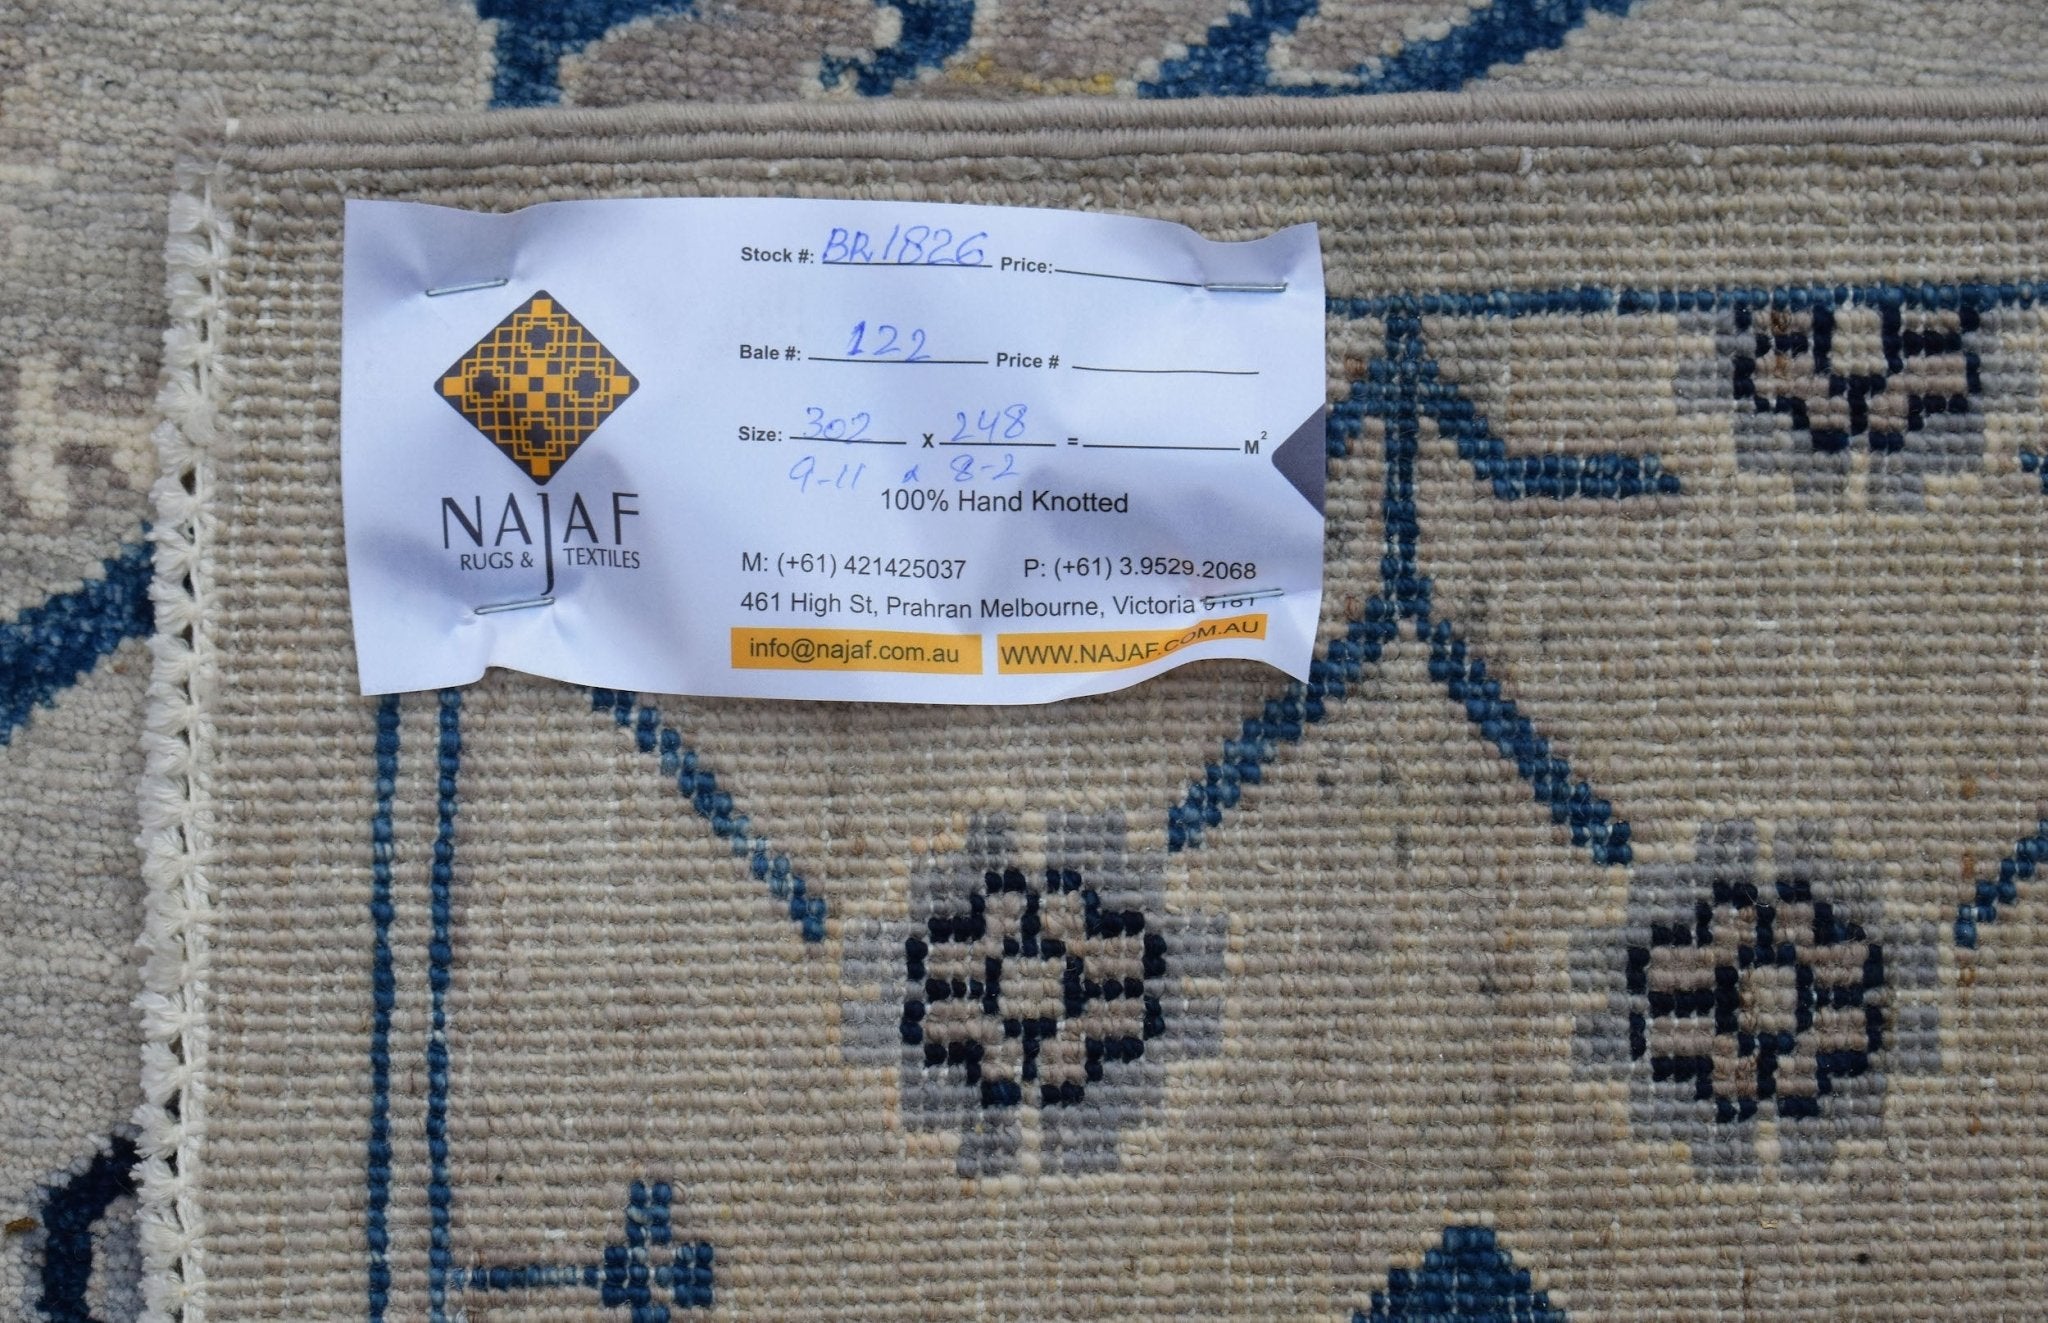 Stock #: BR1826 Price:
Bale #: 122 Price #
Size: 302 x 248 = M²
9-11 x 8-2
100% Hand Knotted
NAJAF
RUGS & TEXTILES
M: (+61) 421425037 P: (+61) 3.9529.2068
461 High St, Prahran Melbourne, Victoria
info@najaf.com.au WWW.NAJAF.COM.AU